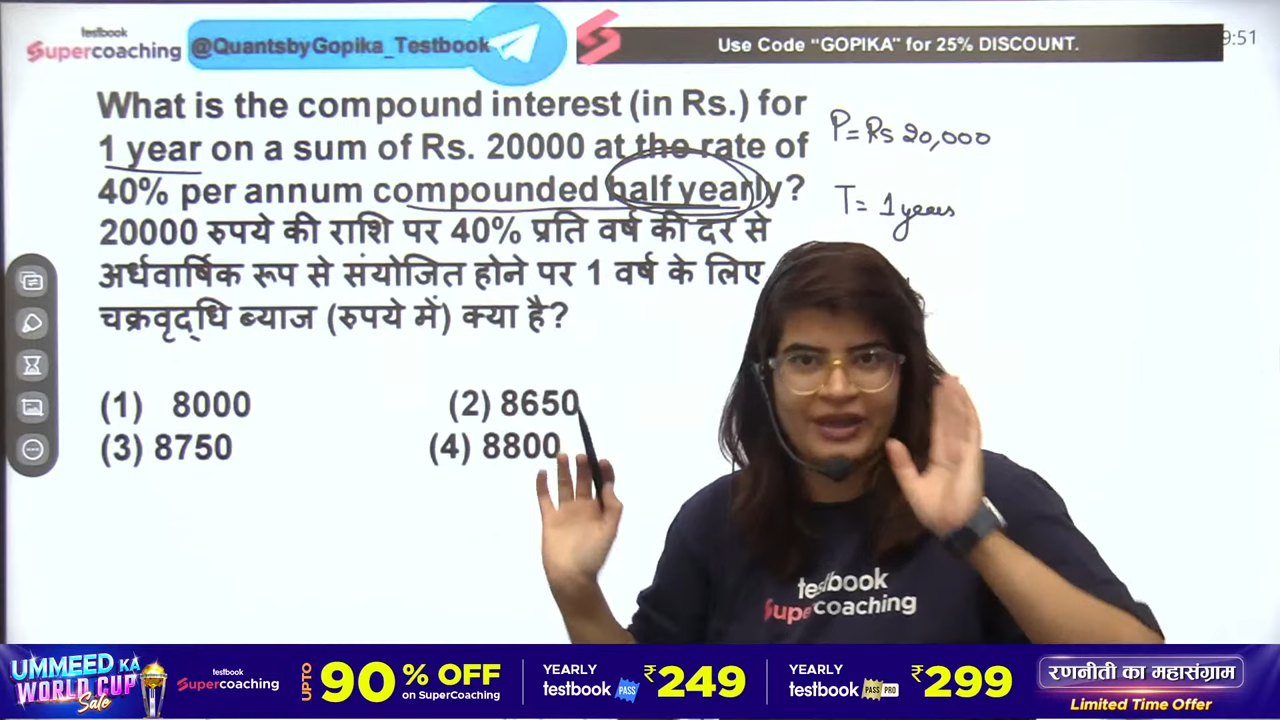 testbook
Supercoaching
@QuantsbyGopika_Testbook
Use Code "GOPIKA" for 25% DISCOUNT.
9:51
What is the compound interest (in Rs.) for
1 year on a sum of Rs. 20000 at the rate of
40% per annum compounded half yearly?
20000 रुपये की राशि पर 40% प्रति वर्ष की दर से
अर्धवार्षिक रूप से संयोजित होने पर 1 वर्ष के लिए
चक्रवृद्धि ब्याज (रुपये में) क्या है?
P= Rs 20,000
T= 1 years
(1) 8000
(2) 8650
(3) 8750
(4) 8800
testbook
Supercoaching
UMMEED KA
WORLD CUP
Sale
testbook
Supercoaching
UPTO
90% OFF
on SuperCoaching
YEARLY
testbook PASS
₹249
YEARLY
testbook PASS PRO
₹299
रणनीती का महासंग्राम
Limited Time Offer